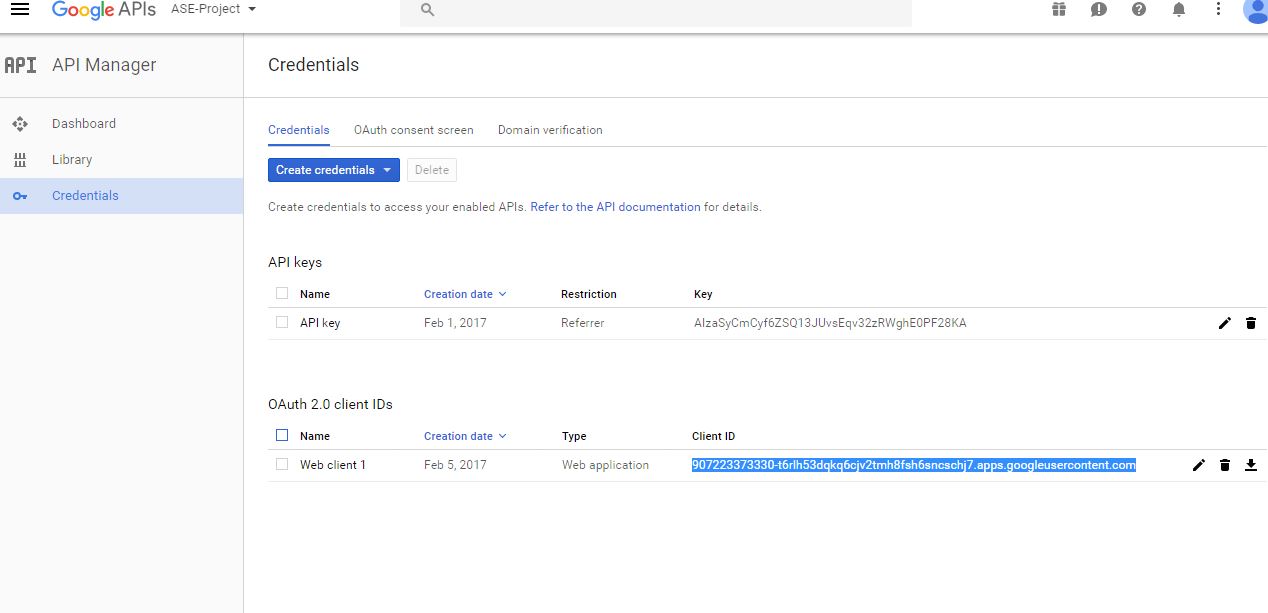 Google APIs ASE-Project
API API Manager
Credentials
Dashboard
Library
Credentials
Credentials OAuth consent screen Domain verification
Create credentials Delete
Create credentials to access your enabled APIs. Refer to the API documentation for details.
API keys
Name Creation date Restriction Key
API key Feb 1, 2017 Referrer AIzaSyCmCyf6ZSQ13JUvsEqv32zRWghE0PF28KA
OAuth 2.0 client IDs
Name Creation date Type Client ID
Web client 1 Feb 5, 2017 Web application 907223373330-t6rlh53dqkq6cjv2tmh8fsh6sncschj7.apps.googleusercontent.com